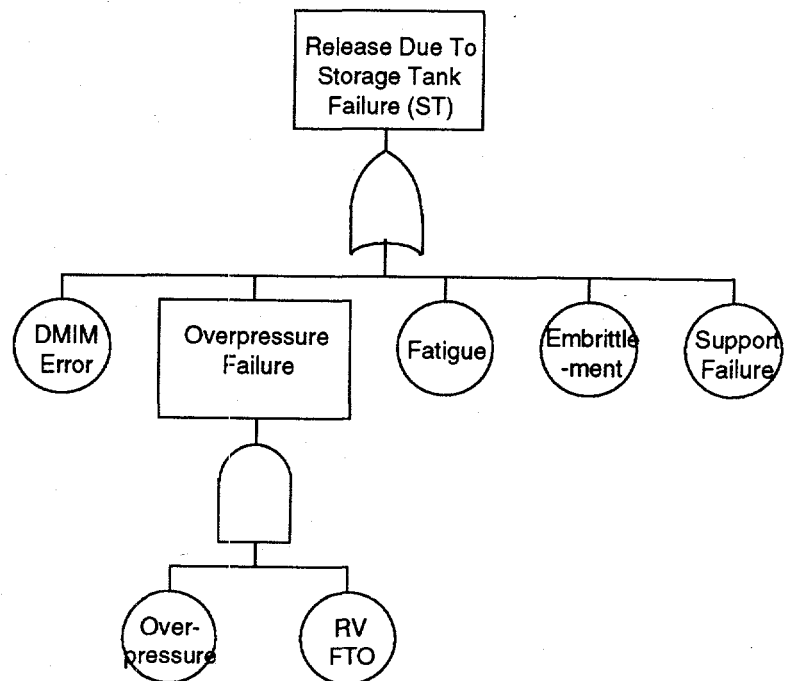 Release Due To
Storage Tank
Failure (ST)
DMIM
Error
Overpressure
Failure
Fatigue
Embrittle
-ment
Support
Failure
Over-
pressure
RV
FTO